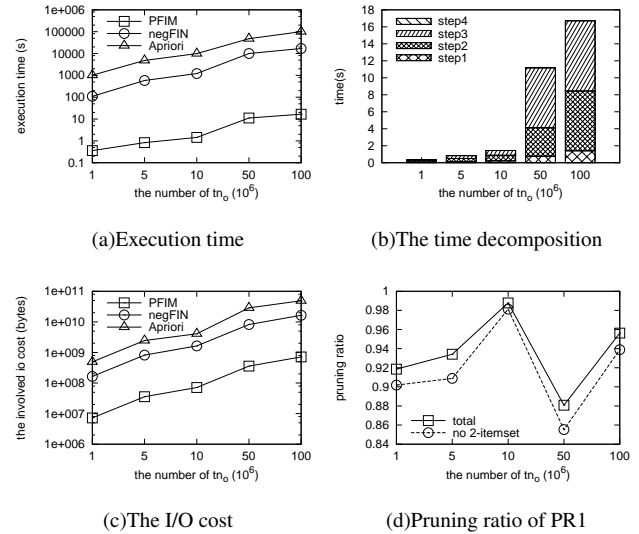 execution time (s)
100000
10000
1000
100
10
1
0.1
PFIM
negFIN
Apriori
1 5 10 50 100
the number of tn_o (10^6)
(a)Execution time
time(s)
18
16
14
12
10
8
6
4
2
0
step4
step3
step2
step1
1 5 10 50 100
the number of tn_o (10^6)
(b)The time decomposition
the involved io cost (bytes)
1e+011
1e+010
1e+009
1e+008
1e+007
1e+006
PFIM
negFIN
Apriori
1 5 10 50 100
the number of tn_o (10^6)
(c)The I/O cost
pruning ratio
1
0.98
0.96
0.94
0.92
0.90
0.88
0.86
0.84
total
no 2-itemset
1 5 10 50 100
the number of tn_o (10^6)
(d)Pruning ratio of PR1